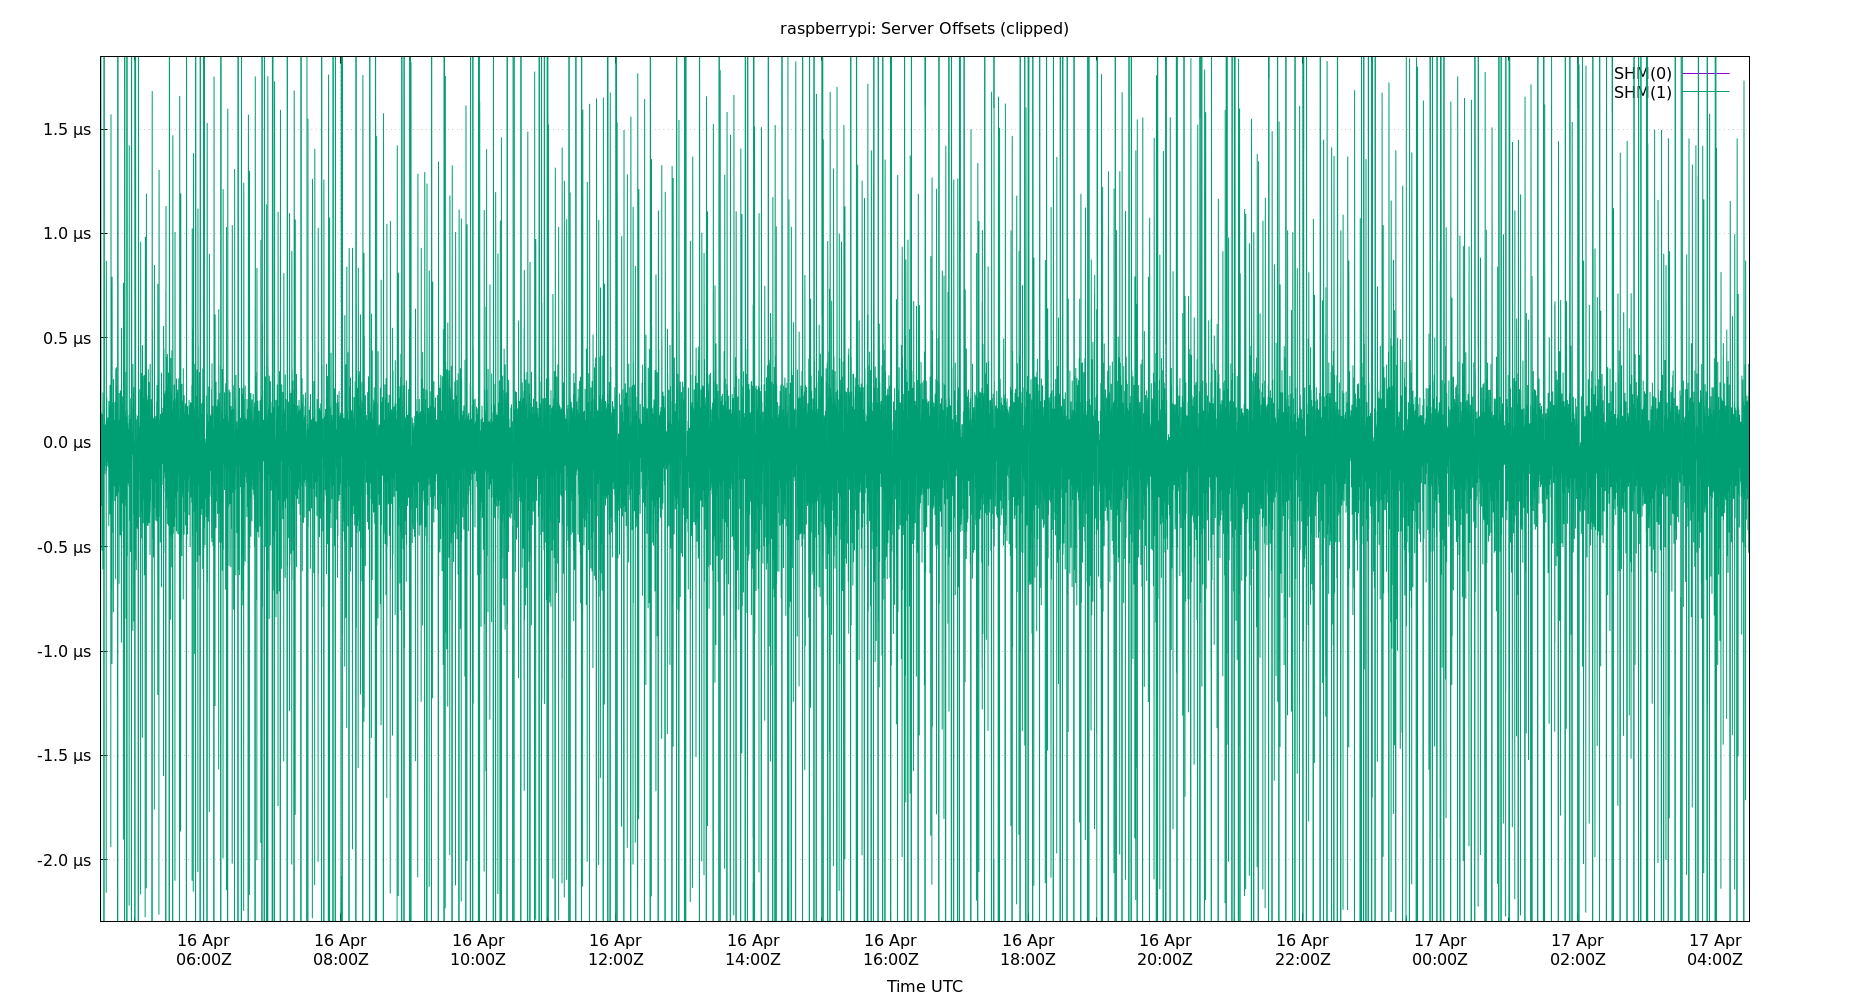 raspberrypi: Server Offsets (clipped)
SHM(0)
SHM(1)
1.5 µs
1.0 µs
0.5 µs
0.0 µs
-0.5 µs
-1.0 µs
-1.5 µs
-2.0 µs
16 Apr 16 Apr 16 Apr 16 Apr 16 Apr 16 Apr 16 Apr 16 Apr 16 Apr 17 Apr 17 Apr 17 Apr
06:00Z 08:00Z 10:00Z 12:00Z 14:00Z 16:00Z 18:00Z 20:00Z 22:00Z 00:00Z 02:00Z 04:00Z
Time UTC